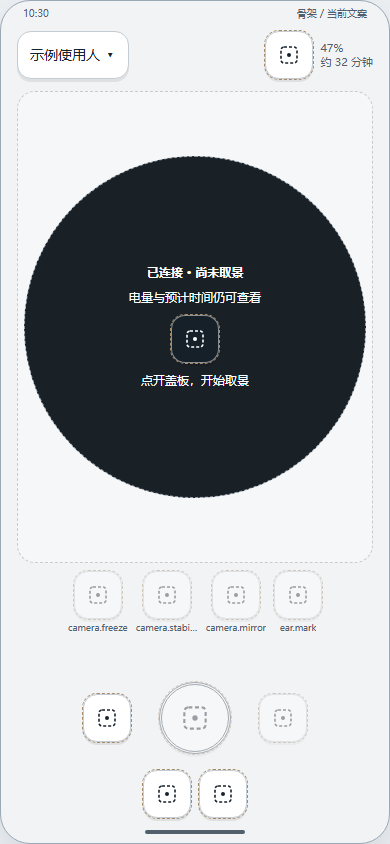 10:30
骨架 / 当前文案
示例使用人 ▼
47%
约 32 分钟
已连接 · 尚未取景
电量与预计时间仍可查看
点开盖板，开始取景
camera.freeze
camera.stabi...
camera.mirror
ear.mark